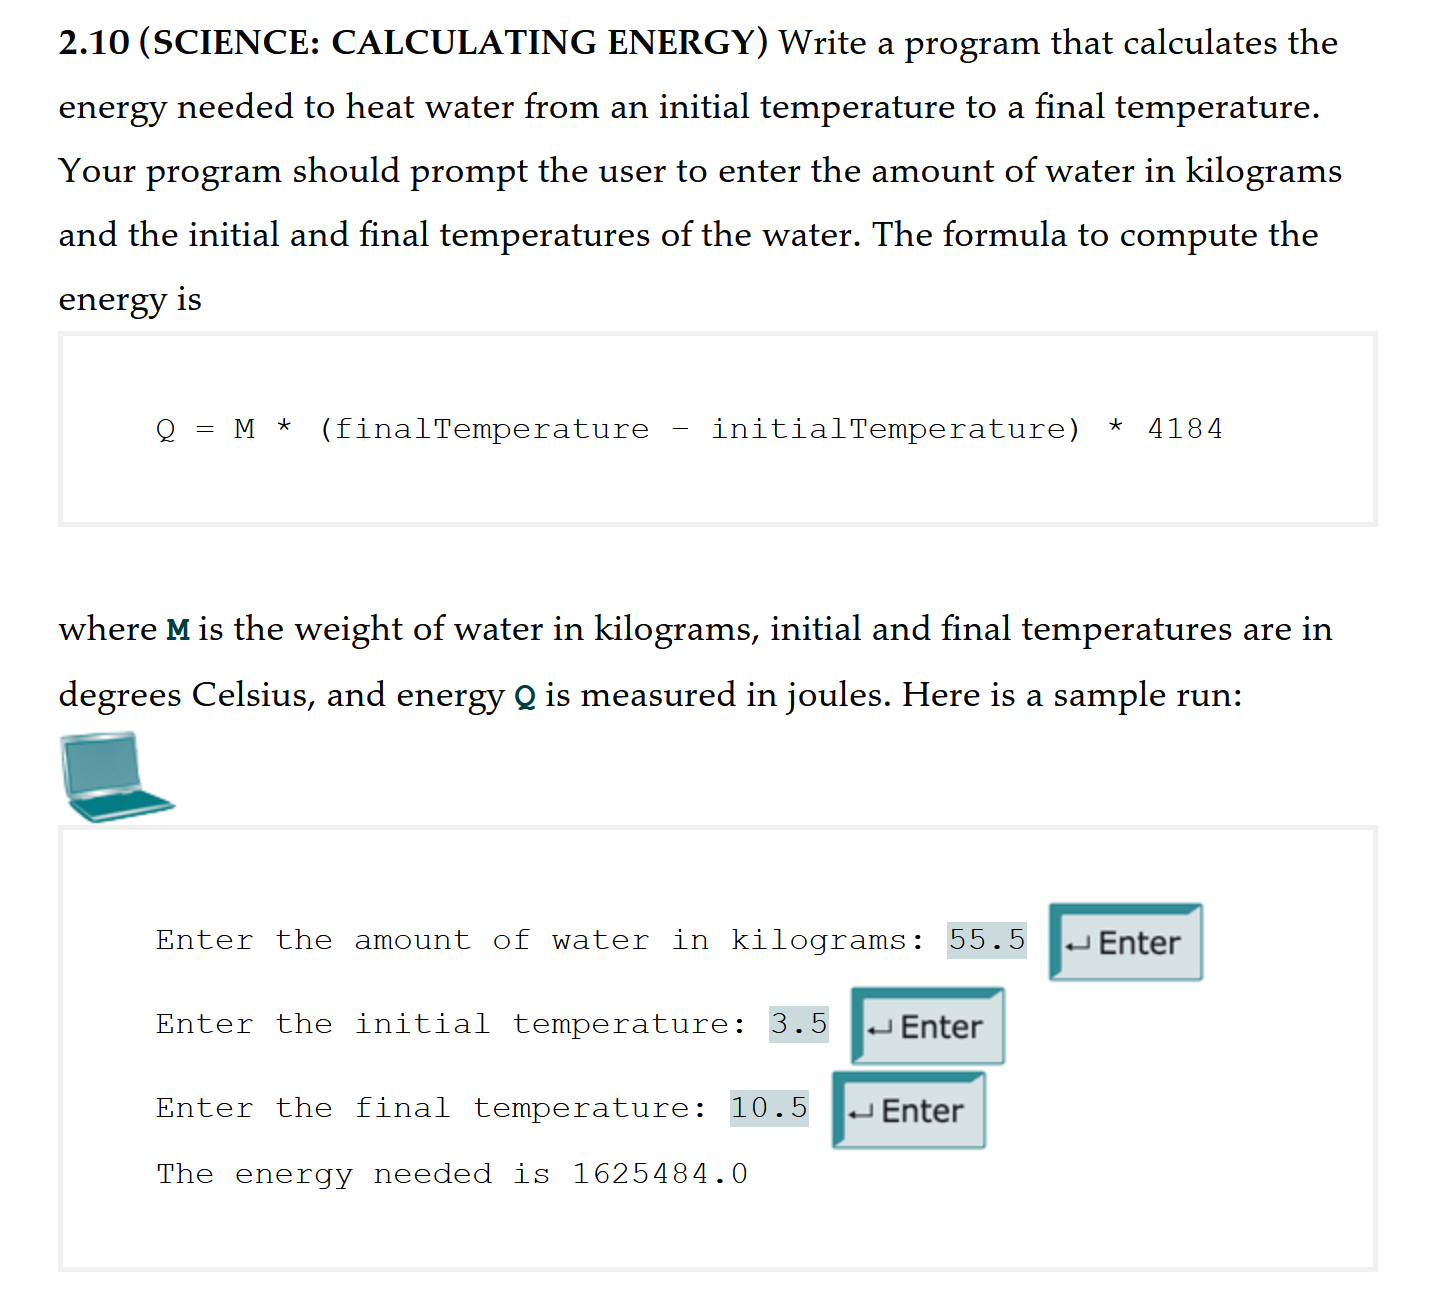 2.10 (SCIENCE: CALCULATING ENERGY) Write a program that calculates the
energy needed to heat water from an initial temperature to a final temperature.
Your program should prompt the user to enter the amount of water in kilograms
and the initial and final temperatures of the water. The formula to compute the
energy is
Q = M * (finalTemperature − initialTemperature) * 4184
where M is the weight of water in kilograms, initial and final temperatures are in
degrees Celsius, and energy Q is measured in joules. Here is a sample run:
Enter the amount of water in kilograms: 55.5 ↵Enter
Enter the initial temperature: 3.5 ↵Enter
Enter the final temperature: 10.5 ↵Enter
The energy needed is 1625484.0